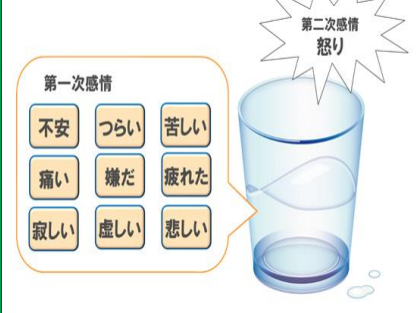 第二次感情
怒り
第一次感情
不安 つらい 苦しい
痛い 嫌だ 疲れた
寂しい 虚しい 悲しい